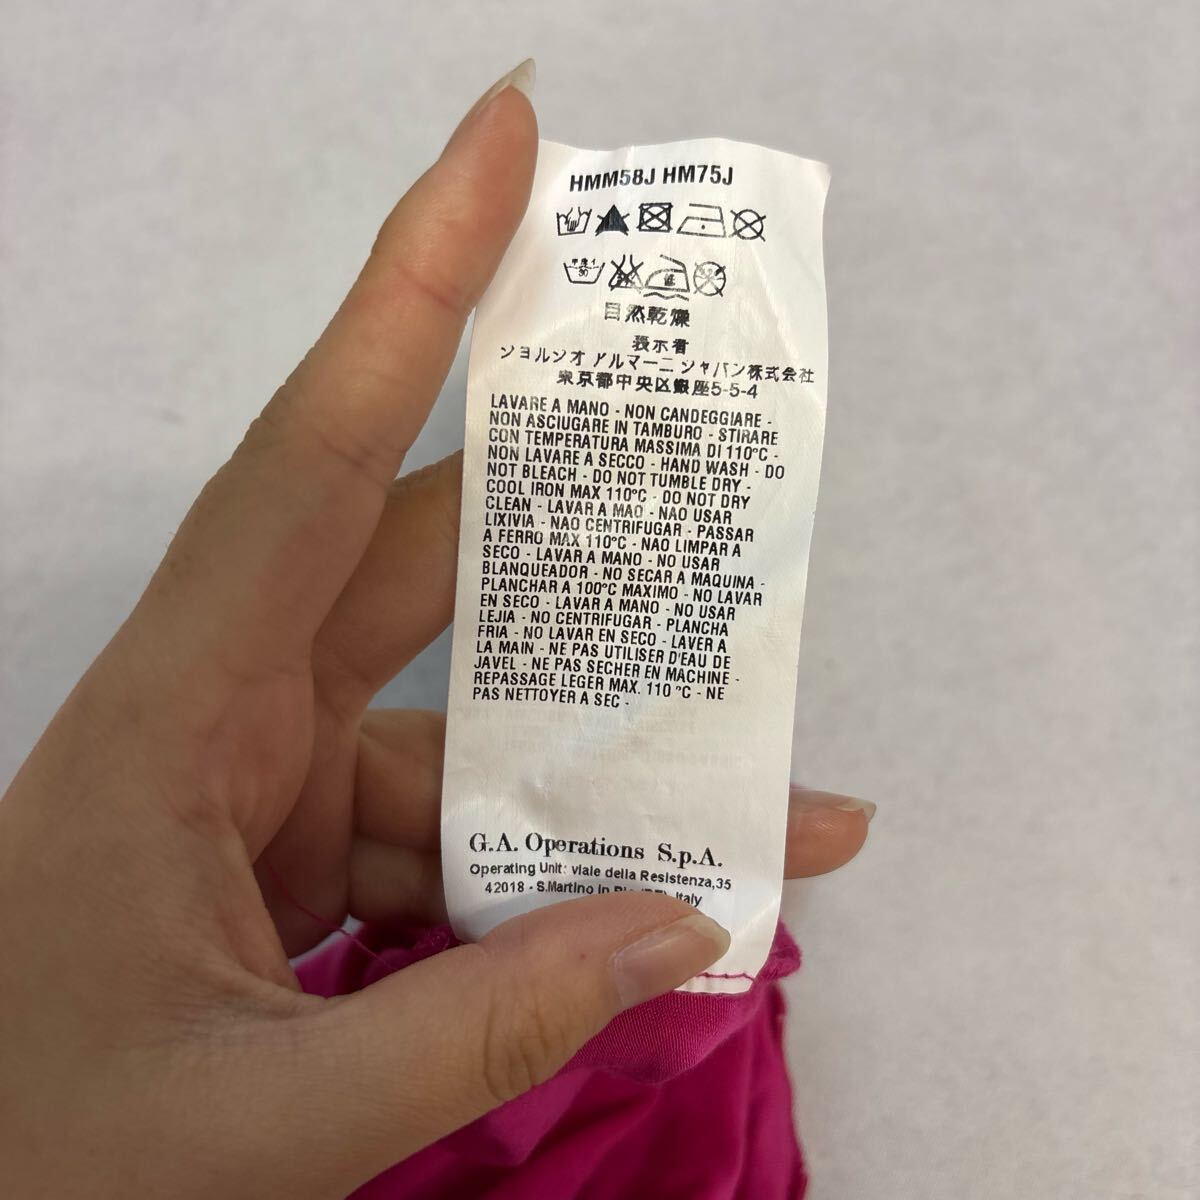 HMM58J HM75J
手洗イ
30
自然乾燥
表示者
ジョルジオ アルマーニ ジャパン株式会社
東京都中央区銀座5-5-4
LAVARE A MANO - NON CANDEGGIARE -
NON ASCIUGARE IN TAMBURO - STIRARE
CON TEMPERATURA MASSIMA DI 110°C -
NON LAVARE A SECCO - HAND WASH - DO
NOT BLEACH - DO NOT TUMBLE DRY -
COOL IRON MAX 110°C - DO NOT DRY
CLEAN - LAVAR A MAO - NAO USAR
LIXIVIA - NAO CENTRIFUGAR - PASSAR
A FERRO MAX 110°C - NAO LIMPAR A
SECO - LAVAR A MANO - NO USAR
BLANQUEADOR - NO SECAR A MAQUINA -
PLANCHAR A 100°C MAXIMO - NO LAVAR
EN SECO - LAVAR A MANO - NO USAR
LEJIA - NO CENTRIFUGAR - PLANCHA
FRIA - NO LAVAR EN SECO - LAVER A
LA MAIN - NE PAS UTILISER D'EAU DE
JAVEL - NE PAS SECHER EN MACHINE -
REPASSAGE LEGER MAX. 110 °C - NE
PAS NETTOYER A SEC -
G.A. Operations S.p.A.
Operating Unit: viale della Resistenza,35
42018 - S.Martino in Italy